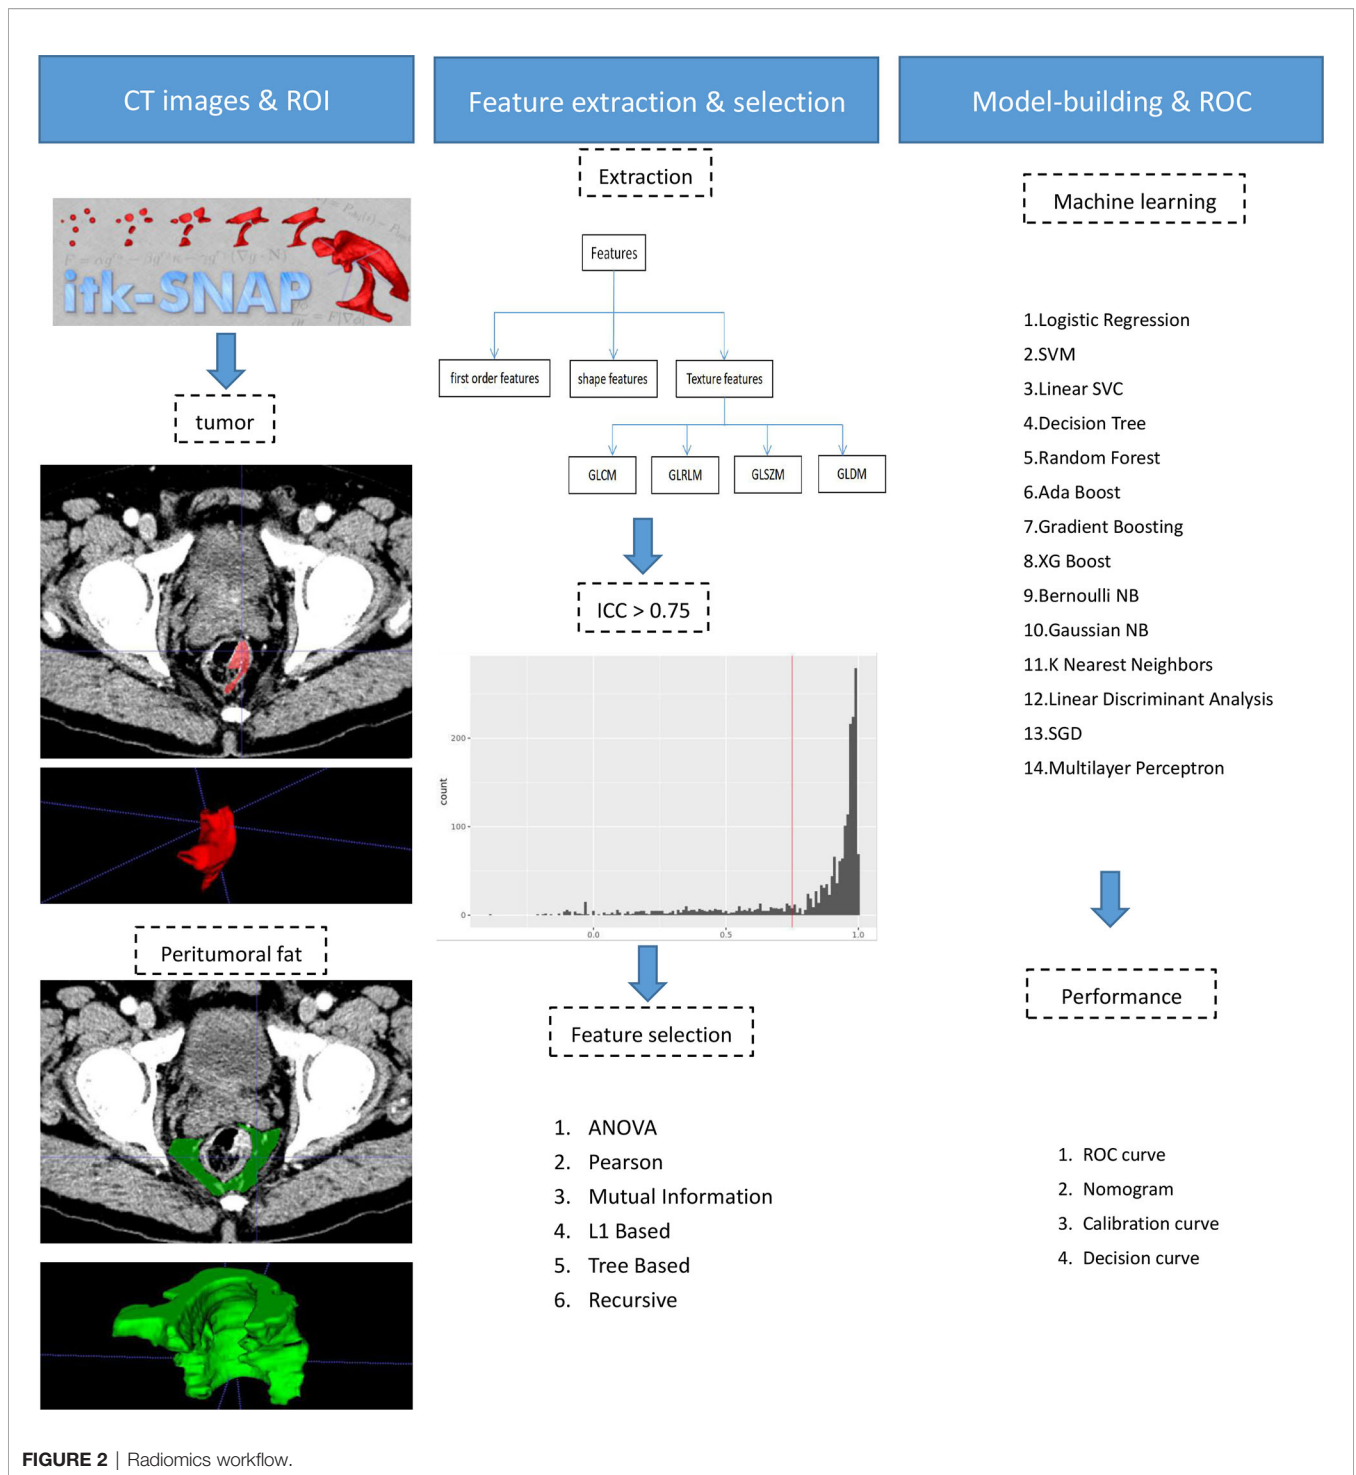 CT images & ROI
Feature extraction & selection
Model-building & ROC
itk-SNAP
tumor
Peritumoral fat
Extraction
Features
first order features
shape features
Texture features
GLCM
GLRLM
GLSZM
GLDM
ICC > 0.75
count
200
100
0
0.0
0.5
1.0
Feature selection
1. ANOVA
2. Pearson
3. Mutual Information
4. L1 Based
5. Tree Based
6. Recursive
Machine learning
1.Logistic Regression
2.SVM
3.Linear SVC
4.Decision Tree
5.Random Forest
6.Ada Boost
7.Gradient Boosting
8.XG Boost
9.Bernoulli NB
10.Gaussian NB
11.K Nearest Neighbors
12.Linear Discriminant Analysis
13.SGD
14.Multilayer Perceptron
Performance
1. ROC curve
2. Nomogram
3. Calibration curve
4. Decision curve
FIGURE 2 | Radiomics workflow.